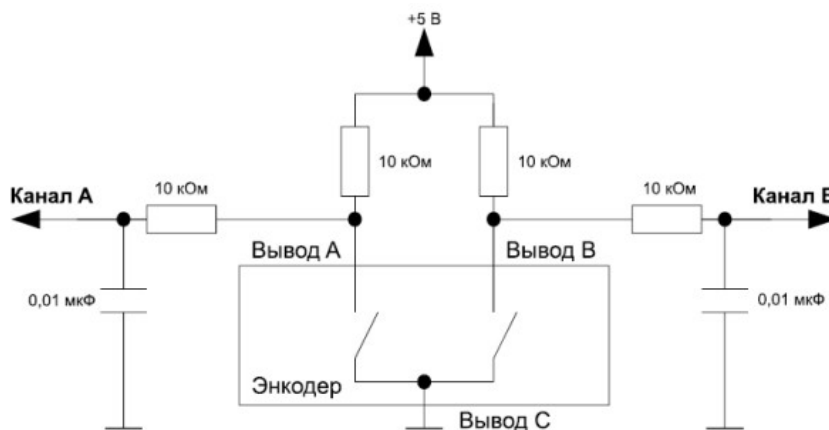 +5 В
10 кОм
10 кОм
Канал А
10 кОм
10 кОм
Канал В
Вывод А
Вывод В
0,01 мкФ
0,01 мкФ
Энкодер
Вывод С